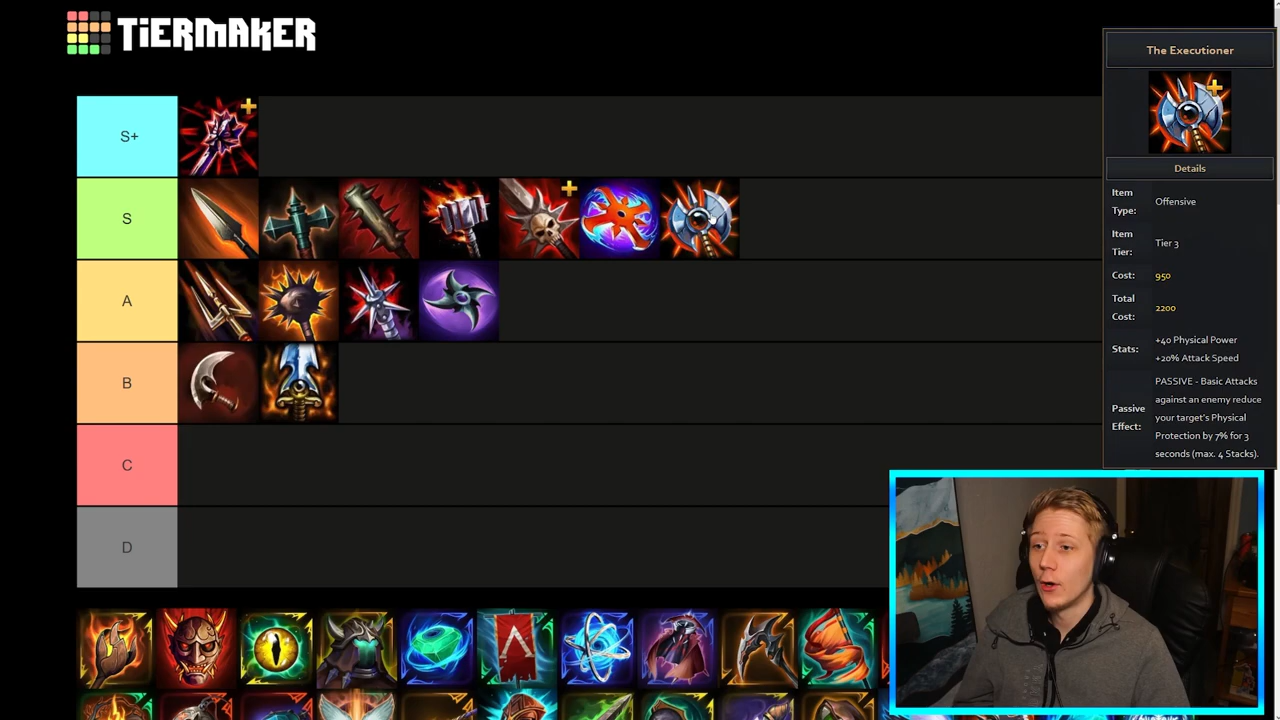 TiERMAKER
The Executioner
Details
Item
Type:
Offensive
Item
Tier:
Tier 3
Cost:
950
Total
Cost:
2200
Stats:
+40 Physical Power
+20% Attack Speed
Passive
Effect:
PASSIVE - Basic Attacks
against an enemy reduce
your target's Physical
Protection by 7% for 3
seconds (max. 4 Stacks).
S+
S
A
B
C
D